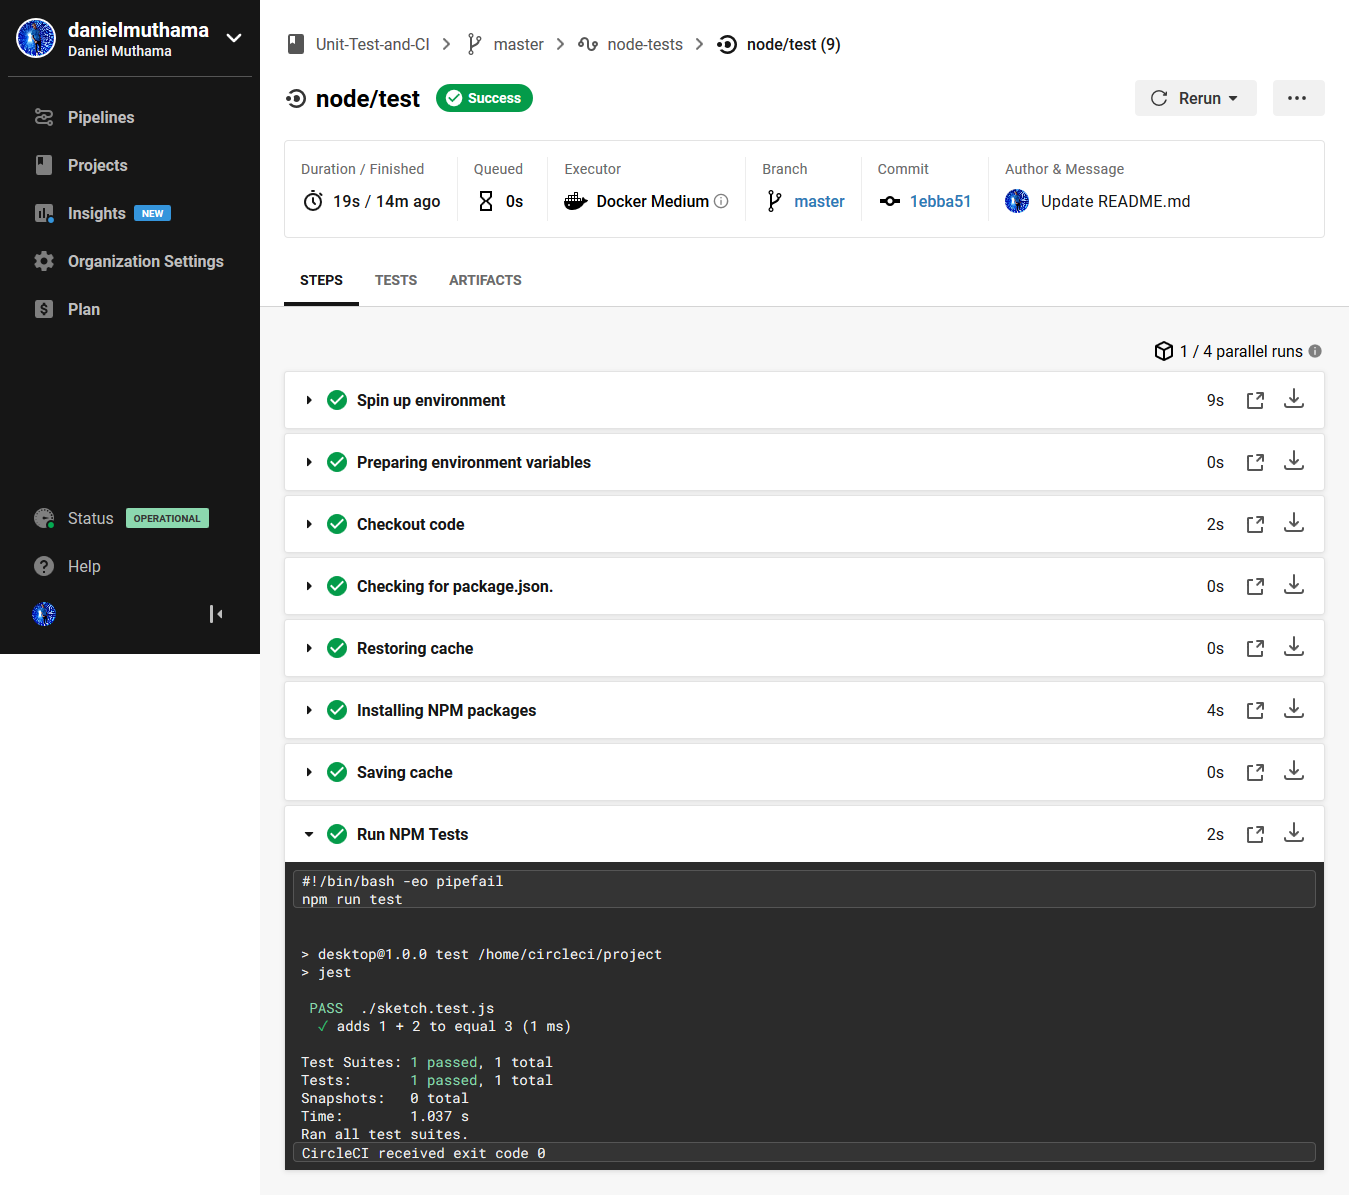 danielmuthama
Daniel Muthama
Pipelines
Projects
Insights NEW
Organization Settings
Plan
Status OPERATIONAL
Help
Unit-Test-and-CI > master > node-tests > node/test (9)
node/test Success Rerun ...
Duration / Finished Queued Executor Branch Commit Author & Message
19s / 14m ago 0s Docker Medium master 1ebba51 Update README.md
STEPS TESTS ARTIFACTS
1 / 4 parallel runs
Spin up environment 9s
Preparing environment variables 0s
Checkout code 2s
Checking for package.json. 0s
Restoring cache 0s
Installing NPM packages 4s
Saving cache 0s
Run NPM Tests 2s
#!/bin/bash -eo pipefail
npm run test
> desktop@1.0.0 test /home/circleci/project
> jest
PASS ./sketch.test.js
✓ adds 1 + 2 to equal 3 (1 ms)
Test Suites: 1 passed, 1 total
Tests: 1 passed, 1 total
Snapshots: 0 total
Time: 1.037 s
Ran all test suites.
CircleCI received exit code 0